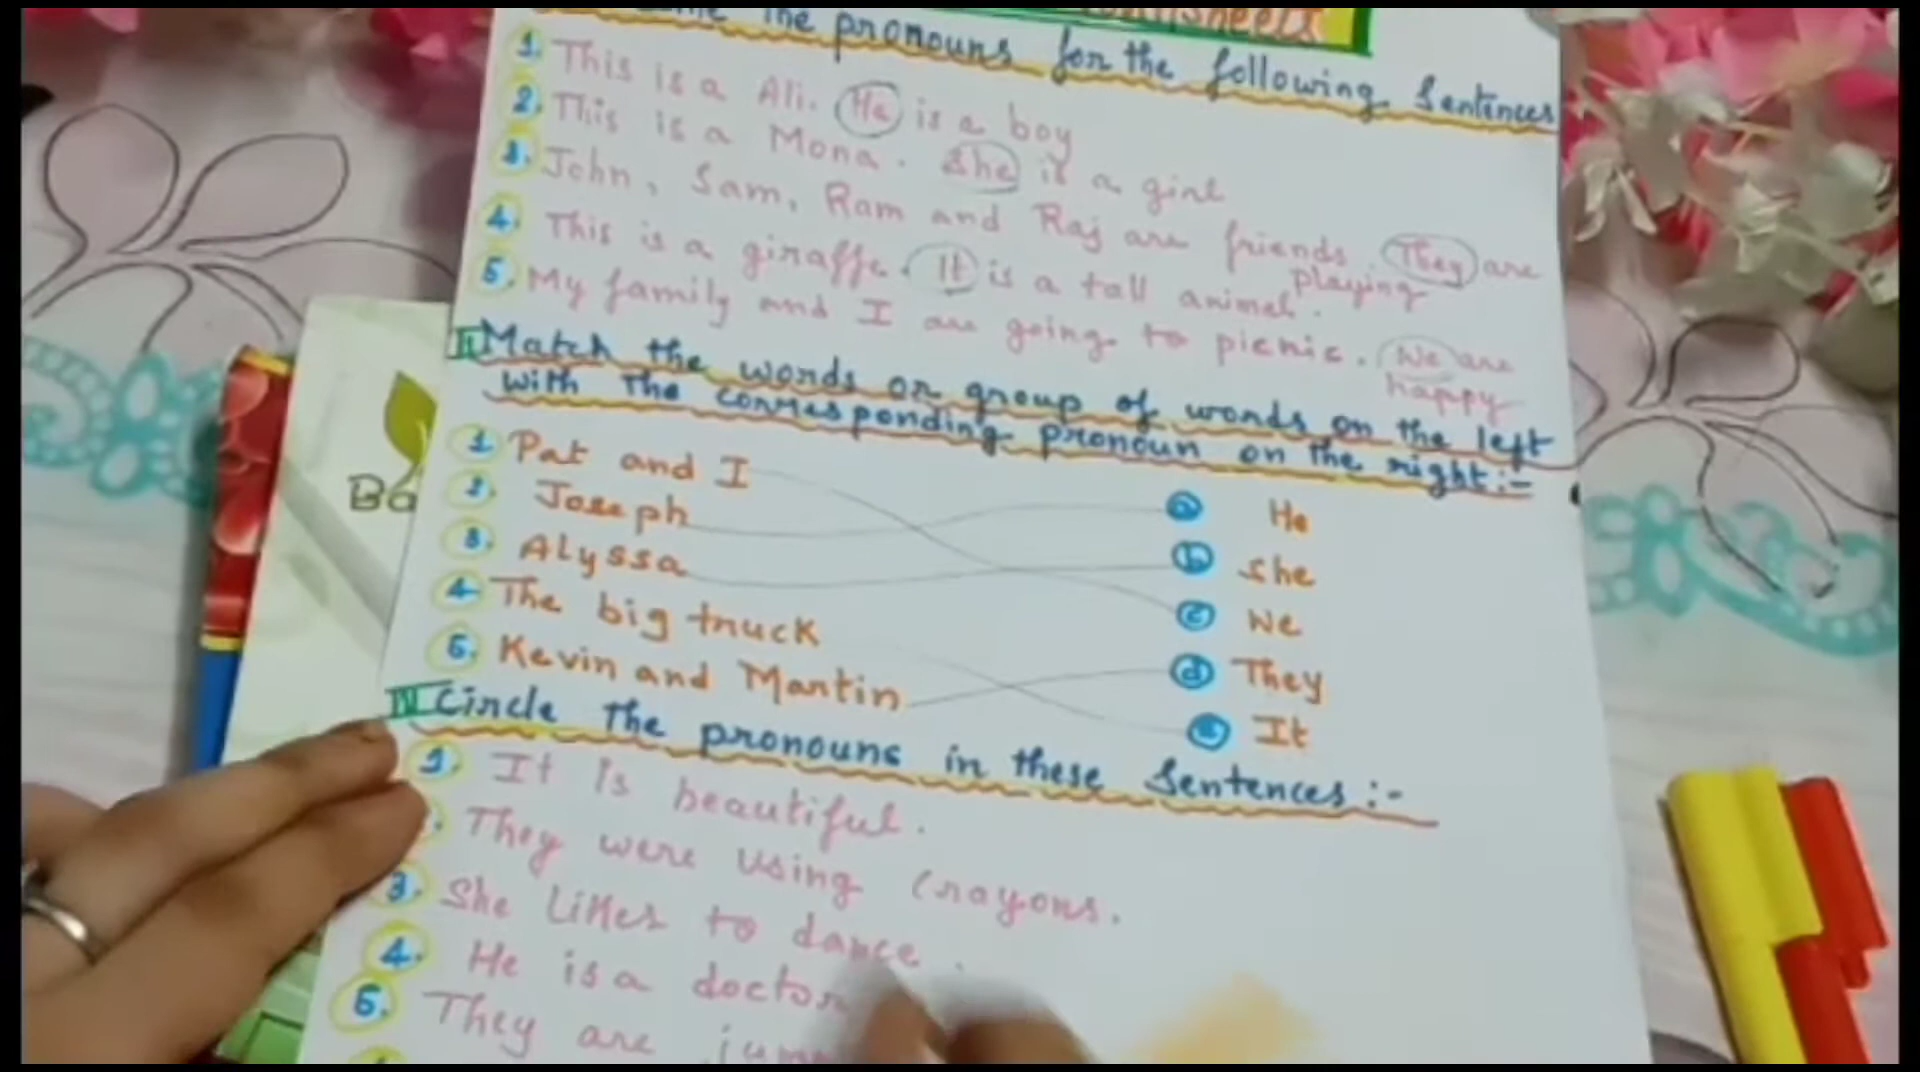 the pronouns for the following Sentences
1. This is a Ali. He is a boy
2. This is a Mona. She is a girl
3. John, Sam, Ram and Raj are friends. They are
playing
4. This is a giraffe. It is a tall animal.
5. My family and I are going to picnic. We are
happy
II Match the words or group of words on the left
with the corresponding pronoun on the right:-
1 Pat and I
a He
2. Joseph
b She
3. Alyssa
c We
4. The big truck
d They
5. Kevin and Martin
e It
Circle the pronouns in these Sentences:-
1. It is beautiful.
They were using Crayons.
3. She likes to dance.
4. He is a doctor
5. They are
Ba